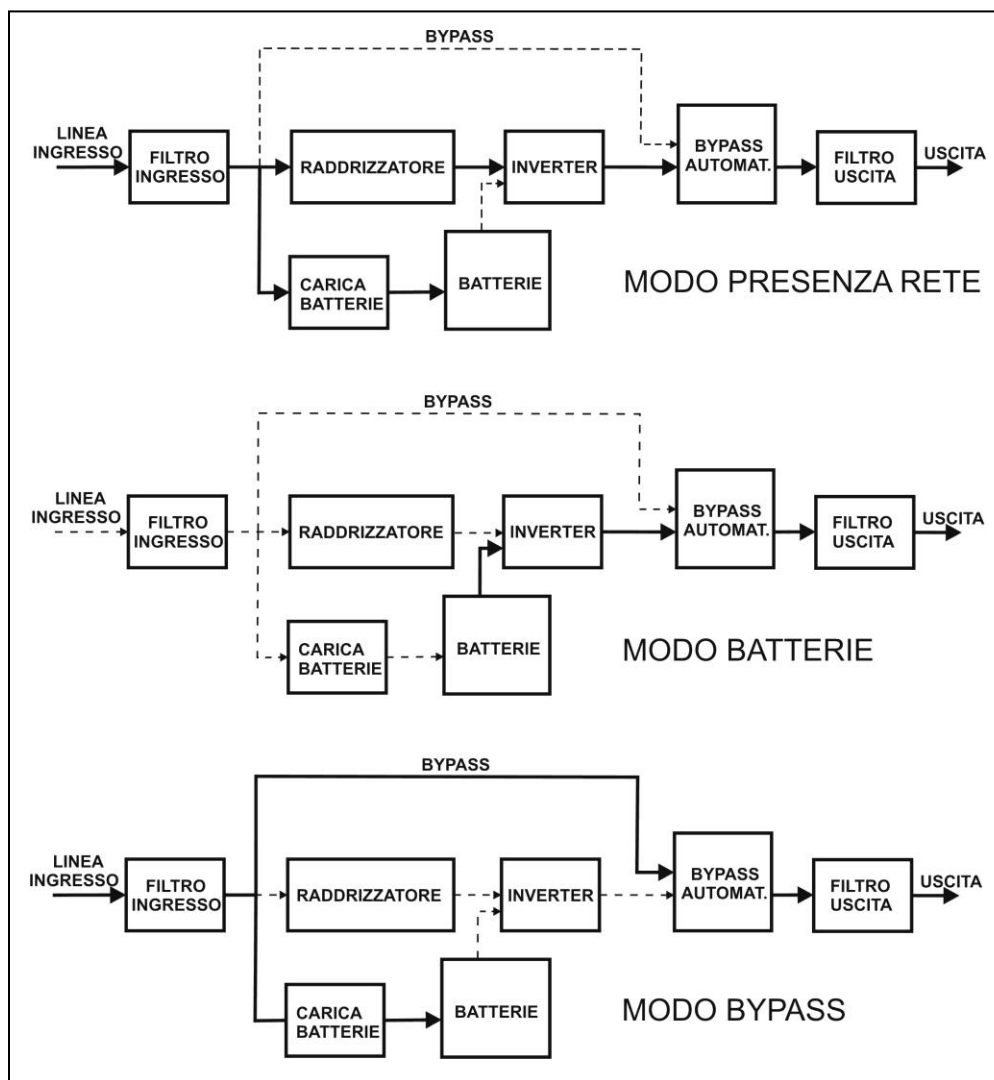 BYPASS
LINEA
INGRESSO
FILTRO
INGRESSO
RADDRIZZATORE
INVERTER
BYPASS
AUTOMAT.
FILTRO
USCITA
USCITA
CARICA
BATTERIE
BATTERIE
MODO PRESENZA RETE
BYPASS
LINEA
INGRESSO
FILTRO
INGRESSO
RADDRIZZATORE
INVERTER
BYPASS
AUTOMAT.
FILTRO
USCITA
USCITA
CARICA
BATTERIE
BATTERIE
MODO BATTERIE
BYPASS
LINEA
INGRESSO
FILTRO
INGRESSO
RADDRIZZATORE
INVERTER
BYPASS
AUTOMAT.
FILTRO
USCITA
USCITA
CARICA
BATTERIE
BATTERIE
MODO BYPASS